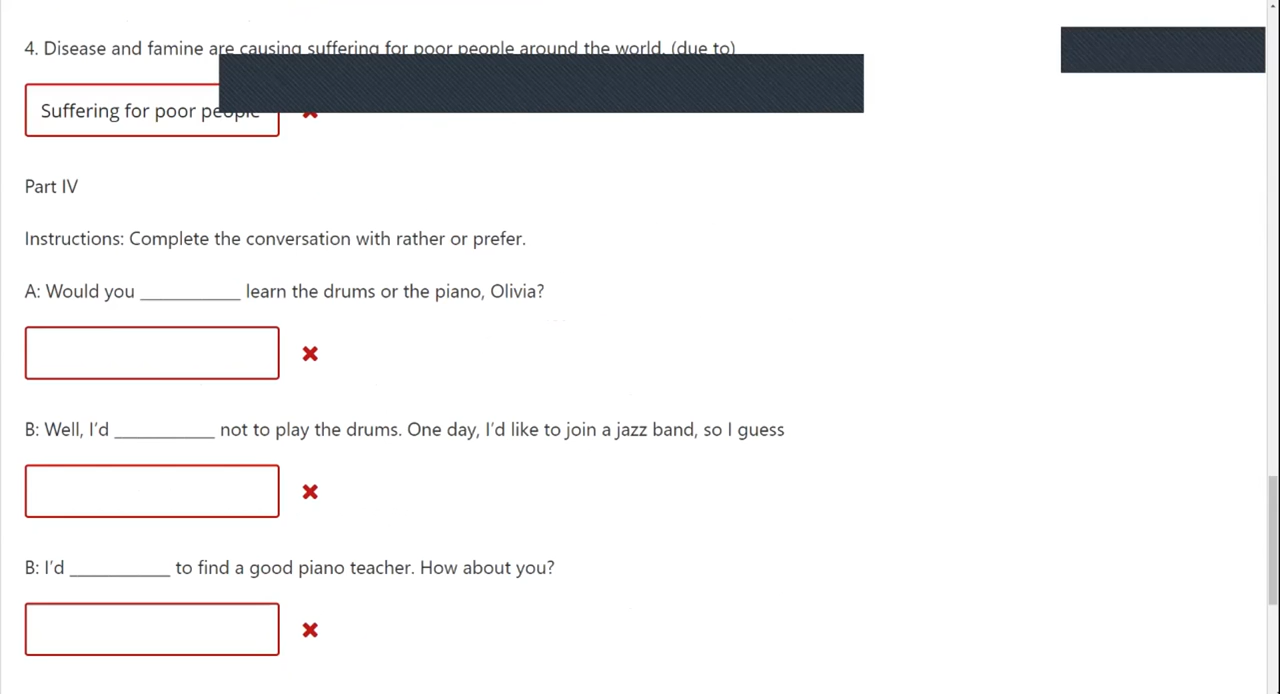 4. Disease and famine are causing suffering for poor people around the world. (due to)
Suffering for poor people
Part IV
Instructions: Complete the conversation with rather or prefer.
A: Would you ___________ learn the drums or the piano, Olivia?
B: Well, I’d ___________ not to play the drums. One day, I’d like to join a jazz band, so I guess
B: I’d ___________ to find a good piano teacher. How about you?